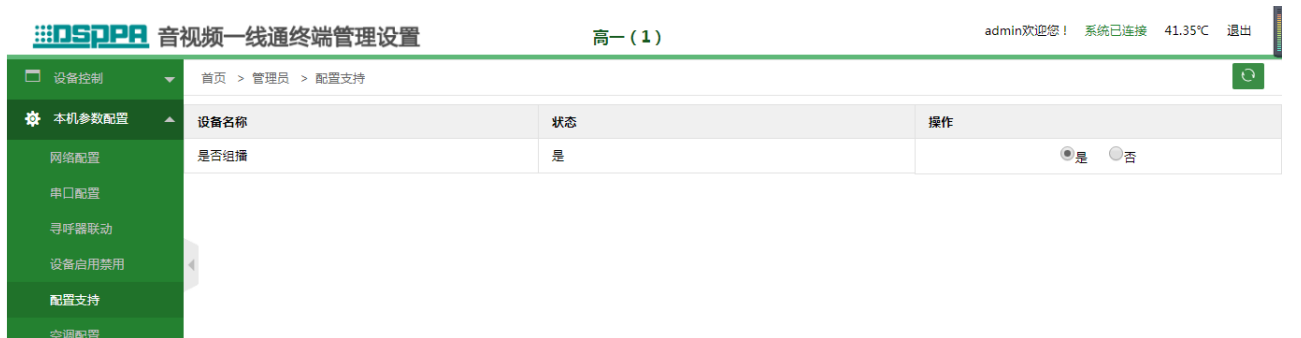 DSPPA 音视频一线通终端管理设置
高一(1)
admin欢迎您! 系统已连接 41.35℃ 退出
设备控制
首页 > 管理员 > 配置支持
本机参数配置
设备名称 状态 操作
网络配置
是否组播 是 是 否
串口配置
寻呼器联动
设备启用禁用
配置支持
空调配置